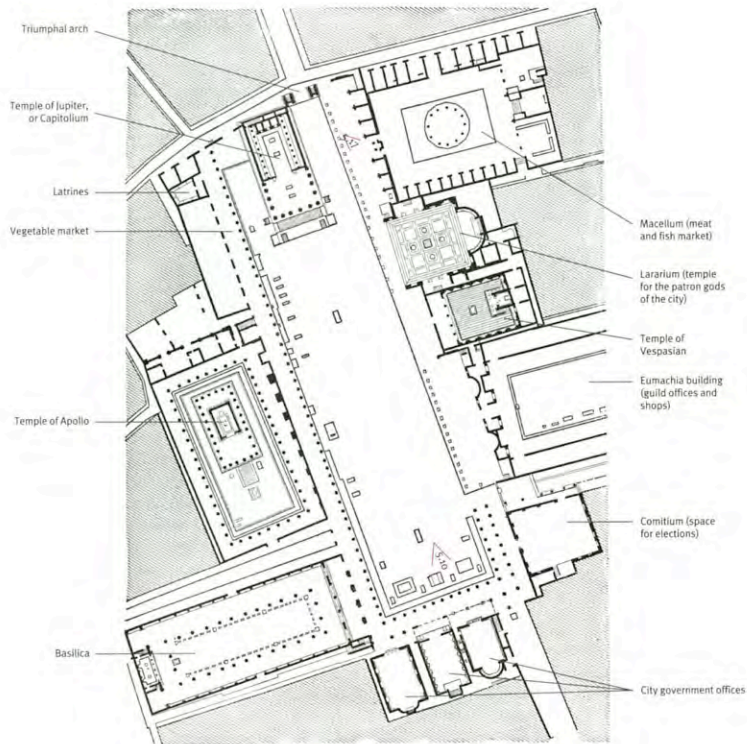 Triumphal arch
Temple of Jupiter,
or Capitolium
Latrines
Vegetable market
Temple of Apollo
Basilica
Macellum (meat
and fish market)
Lararium (temple
for the patron gods
of the city)
Temple of
Vespasian
Eumachia building
(guild offices and
shops)
Comitium (space
for elections)
City government offices
5.10